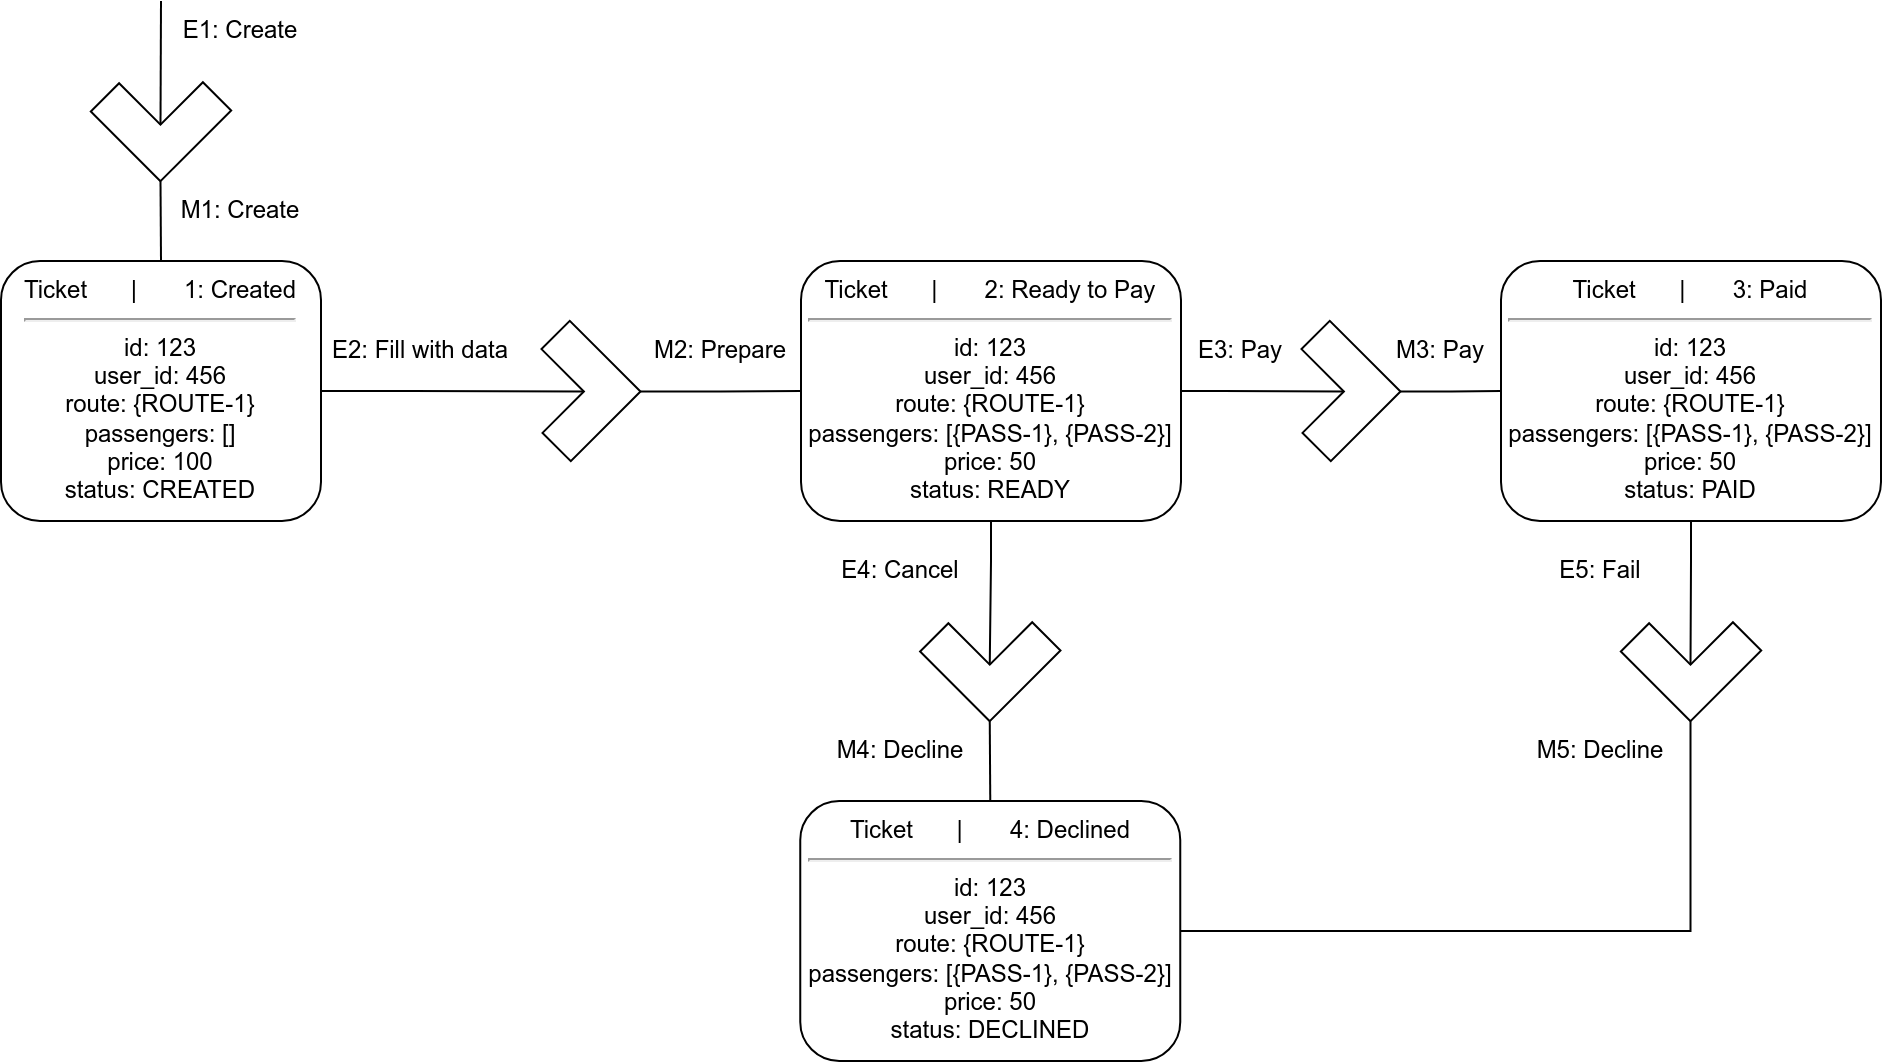 E1: Create
M1: Create
Ticket | 1: Created
id: 123
user_id: 456
route: {ROUTE-1}
passengers: []
price: 100
status: CREATED
E2: Fill with data
M2: Prepare
Ticket | 2: Ready to Pay
id: 123
user_id: 456
route: {ROUTE-1}
passengers: [{PASS-1}, {PASS-2}]
price: 50
status: READY
E3: Pay
M3: Pay
Ticket | 3: Paid
id: 123
user_id: 456
route: {ROUTE-1}
passengers: [{PASS-1}, {PASS-2}]
price: 50
status: PAID
E4: Cancel
E5: Fail
M4: Decline
M5: Decline
Ticket | 4: Declined
id: 123
user_id: 456
route: {ROUTE-1}
passengers: [{PASS-1}, {PASS-2}]
price: 50
status: DECLINED